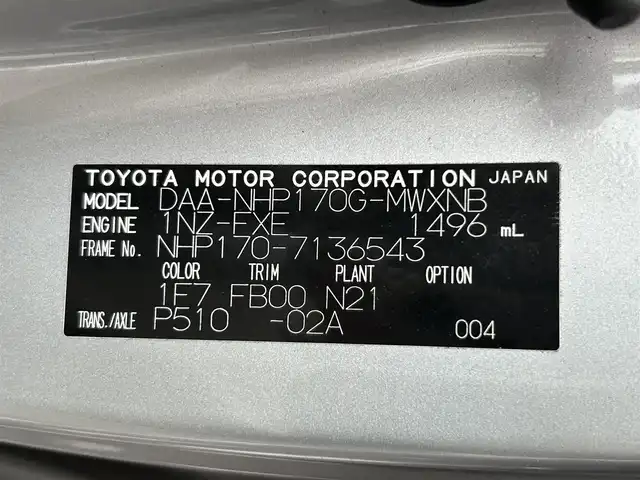 TOYOTA MOTOR CORPORATION JAPAN
MODEL DAA-NHP170G-MWXNB
ENGINE 1NZ-FXE 1496 mL
FRAME No. NHP170-7136543
COLOR TRIM PLANT OPTION
1F7 FB00 N21
TRANS./AXLE P510 -02A 004